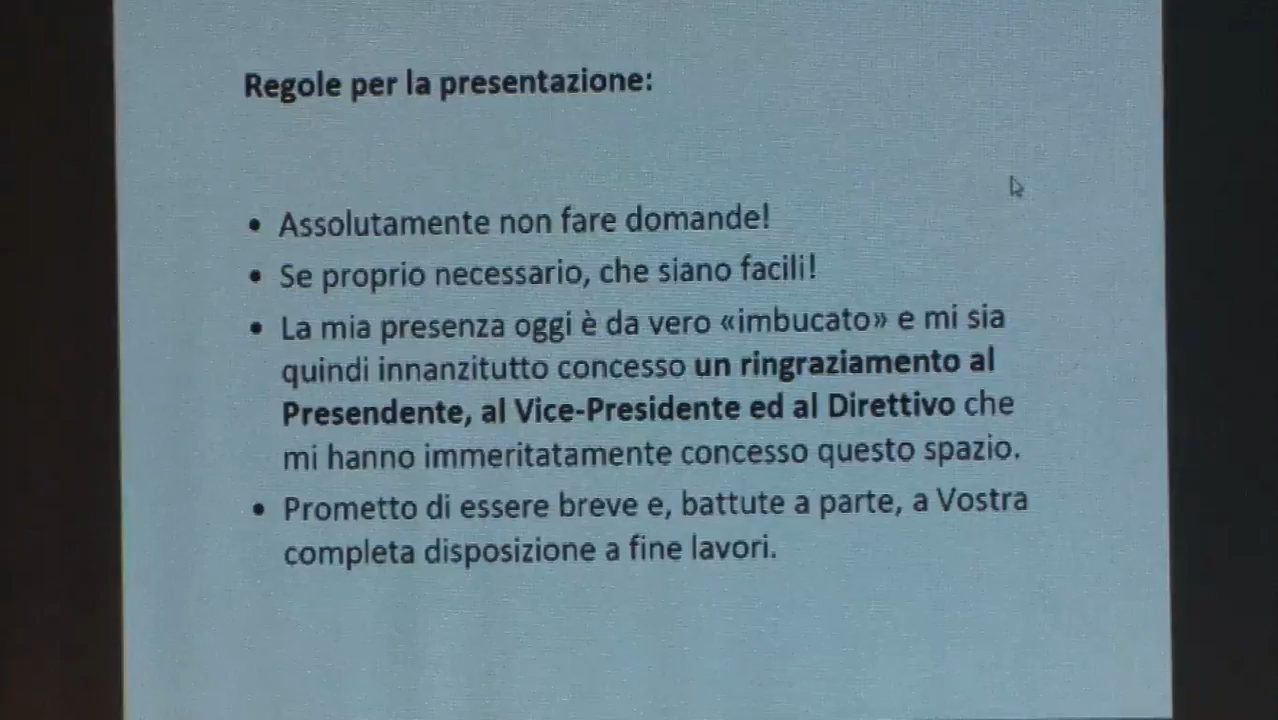 Regole per la presentazione:
• Assolutamente non fare domande!
• Se proprio necessario, che siano facili!
• La mia presenza oggi è da vero «imbucato» e mi sia
quindi innanzitutto concesso un ringraziamento al
Presendente, al Vice-Presidente ed al Direttivo che
mi hanno immeritatamente concesso questo spazio.
• Prometto di essere breve e, battute a parte, a Vostra
completa disposizione a fine lavori.